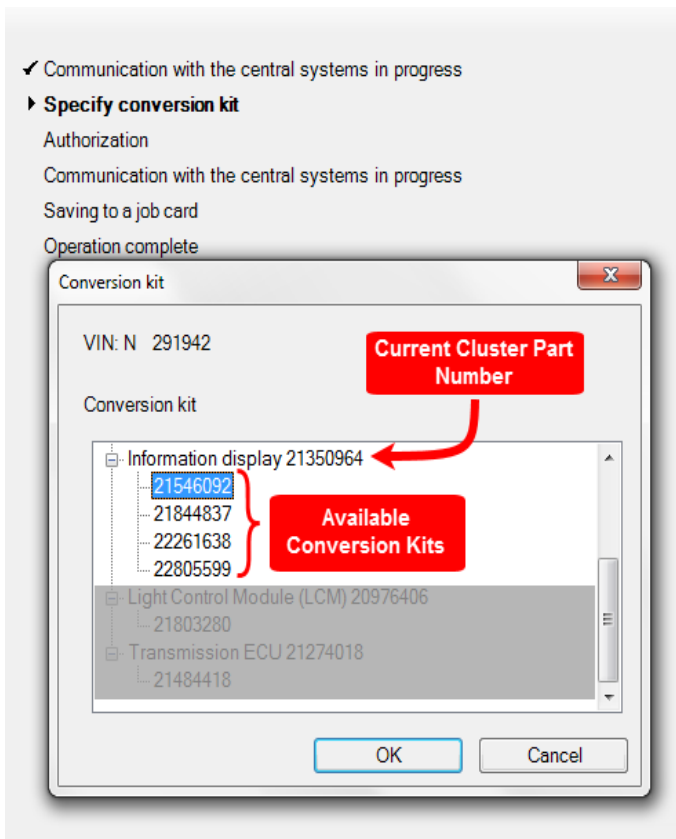 Communication with the central systems in progress
Specify conversion kit
Authorization
Communication with the central systems in progress
Saving to a job card
Operation complete
Conversion kit
VIN: N 291942
Current Cluster Part
Number
Conversion kit
Information display 21350964
21546092
21844837
22261638
22805599
Available
Conversion Kits
Light Control Module (LCM) 20976406
21803280
Transmission ECU 21274018
21484418
OK
Cancel